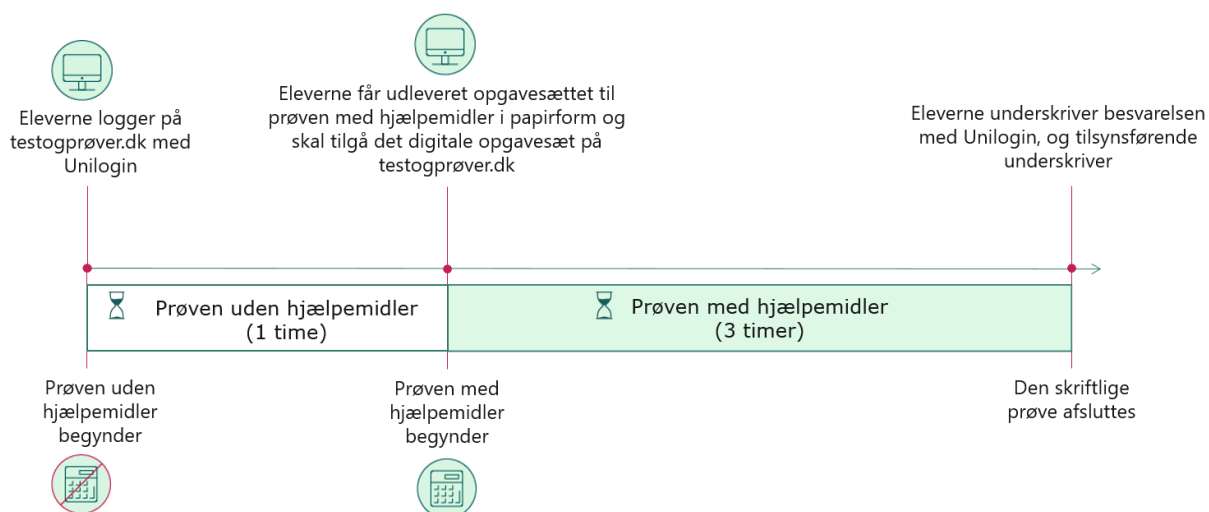 Eleverne logger på
testogprøver.dk med
Unilogin
Eleverne får udleveret opgavesættet til
prøven med hjælpemidler i papirform og
skal tilgå det digitale opgavesæt på
testogprøver.dk
Eleverne underskriver besvarelsen
med Unilogin, og tilsynsførende
underskriver
Prøven uden hjælpemidler
(1 time)
Prøven med hjælpemidler
(3 timer)
Prøven uden
hjælpemidler
begynder
Prøven med
hjælpemidler
begynder
Den skriftlige
prøve afsluttes